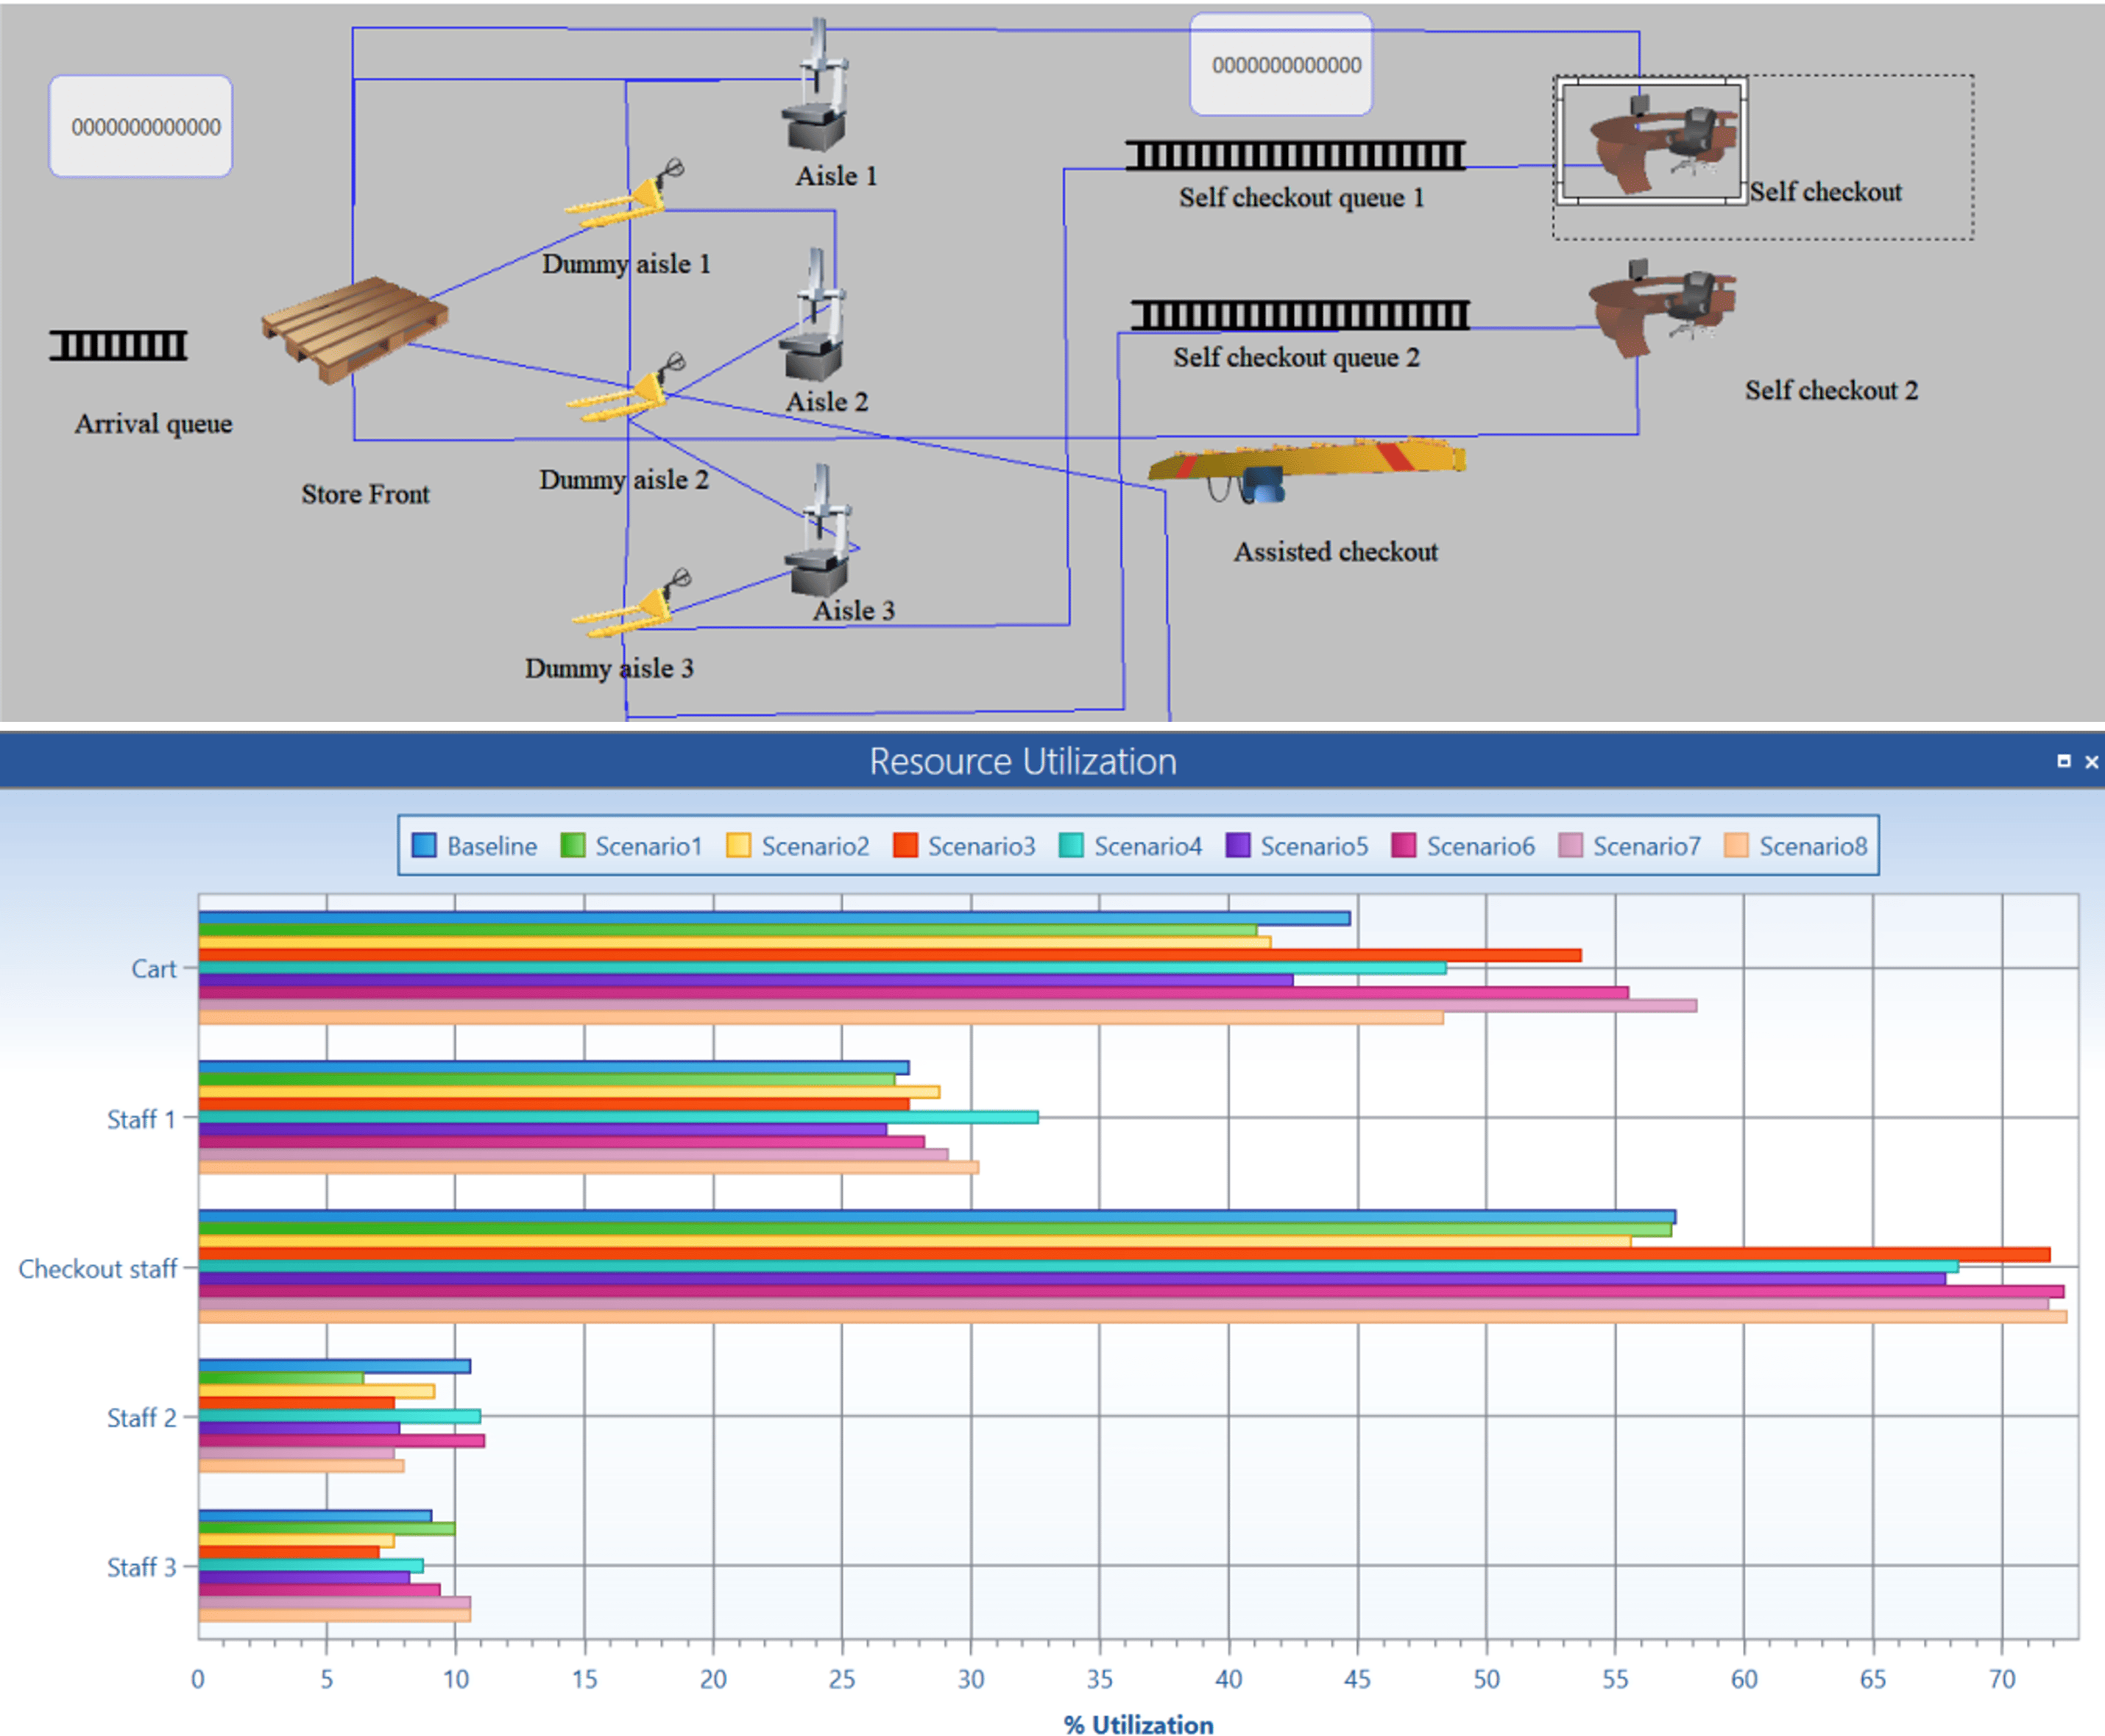 0000000000000
0000000000000
Aisle 1
Self checkout queue 1
Self checkout
Dummy aisle 1
Self checkout queue 2
Self checkout 2
Aisle 2
Arrival queue
Dummy aisle 2
Store Front
Assisted checkout
Aisle 3
Dummy aisle 3
Resource Utilization
Baseline Scenario1 Scenario2 Scenario3 Scenario4 Scenario5 Scenario6 Scenario7 Scenario8
Cart
Staff 1
Checkout staff
Staff 2
Staff 3
0 5 10 15 20 25 30 35 40 45 50 55 60 65 70
% Utilization